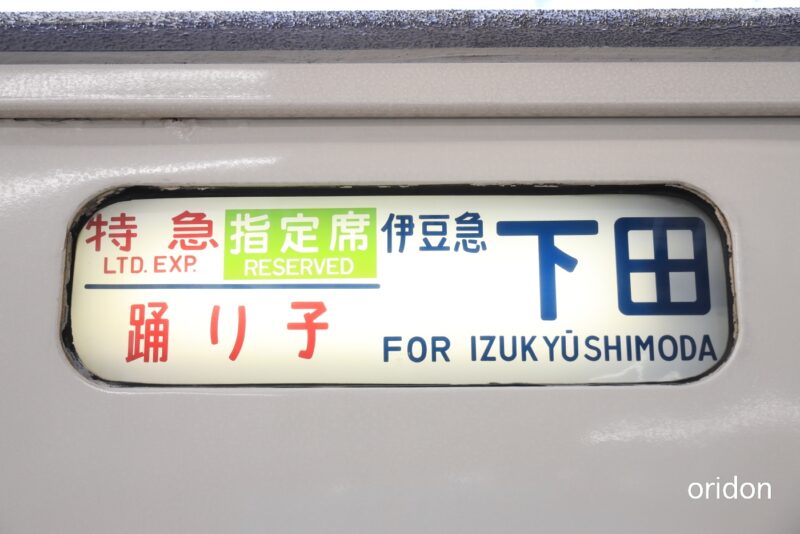 特急 指定席 伊豆急下田
LTD. EXP. RESERVED
踊り子
FOR IZUKYŪSHIMODA
oridon